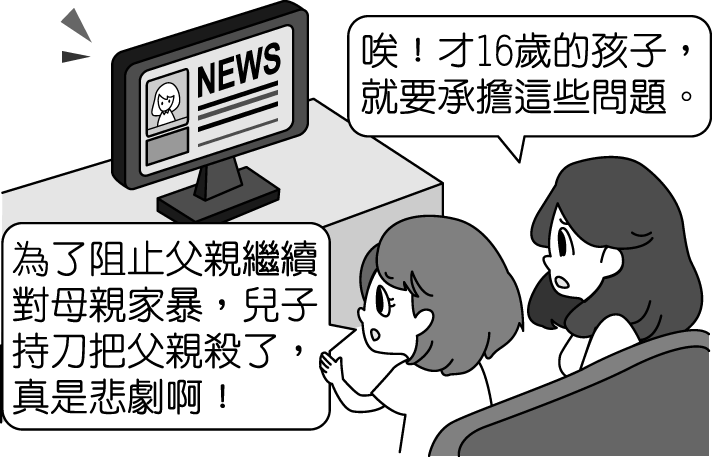 NEWS
唉！才16歲的孩子，
就要承擔這些問題。
為了阻止父親繼續
對母親家暴，兒子
持刀把父親殺了，
真是悲劇啊！